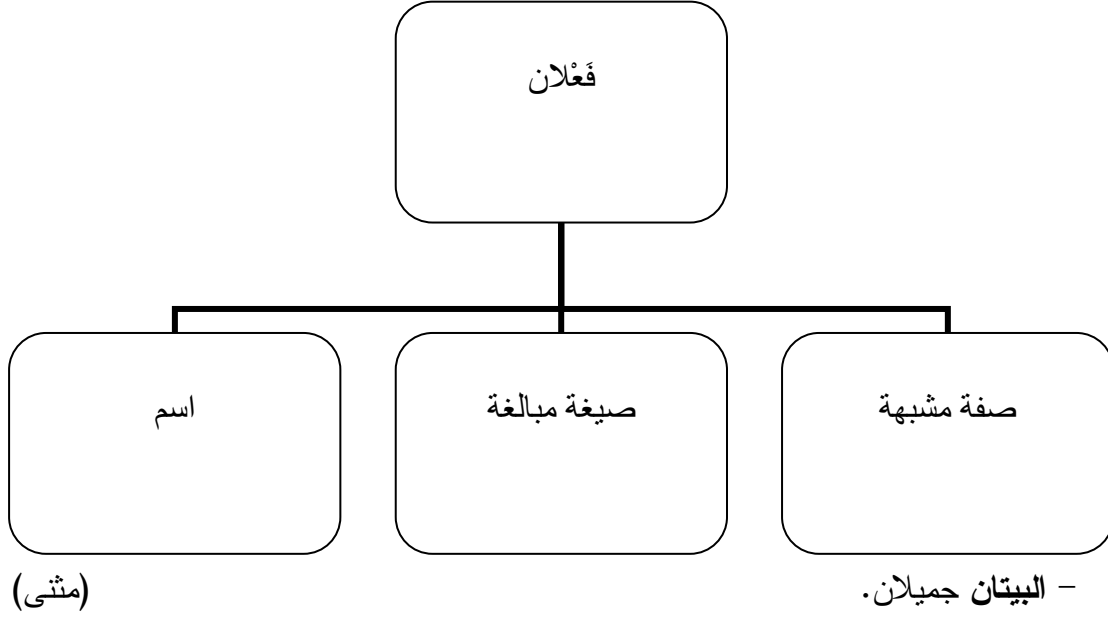 فَعْلان
صفة مشبهة
صيغة مبالغة
اسم
– البيتان جميلان. (مثنى)